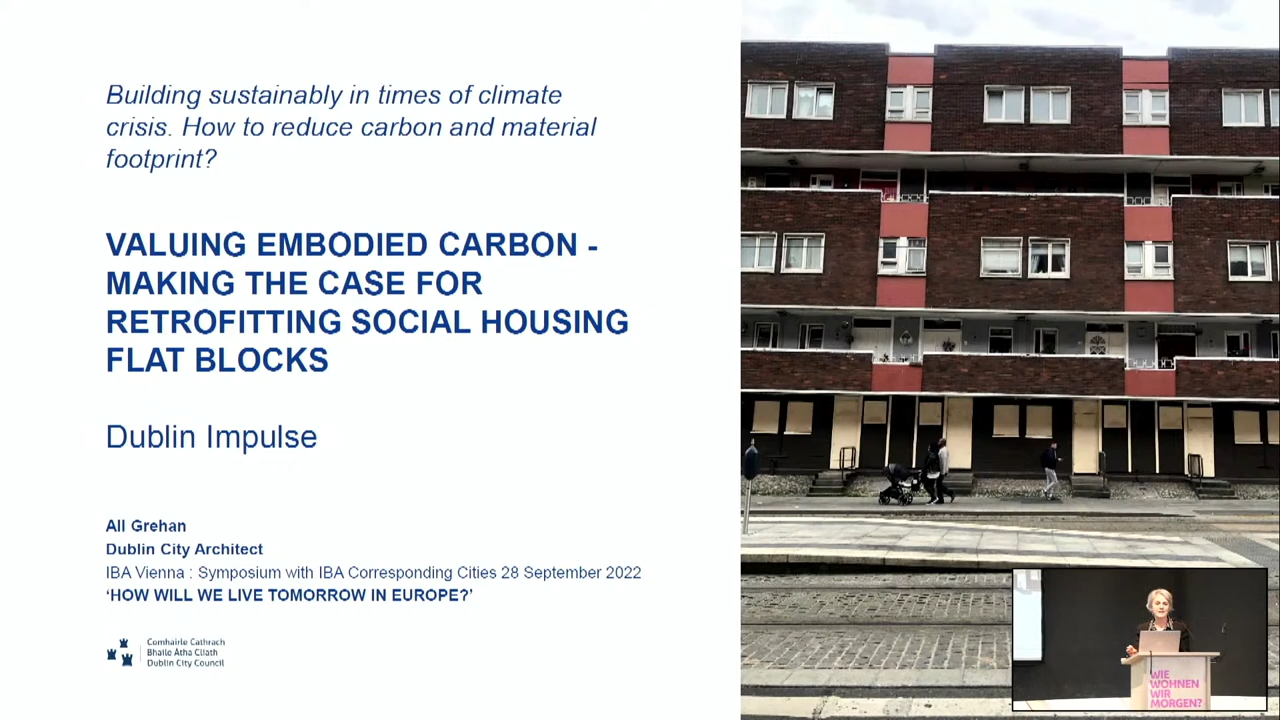 Building sustainably in times of climate
crisis. How to reduce carbon and material
footprint?
VALUING EMBODIED CARBON -
MAKING THE CASE FOR
RETROFITTING SOCIAL HOUSING
FLAT BLOCKS
Dublin Impulse
Ali Grehan
Dublin City Architect
IBA Vienna : Symposium with IBA Corresponding Cities 28 September 2022
‘HOW WILL WE LIVE TOMORROW IN EUROPE?’
Comhairle Cathrach
Bhaile Átha Cliath
Dublin City Council
WIE
WOHNEN
WIR
MORGEN?